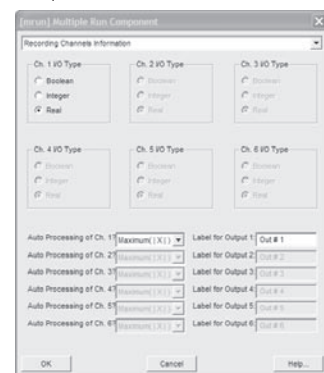 [mrun] Multiple Run Component
Recording Channels Information
Ch. 1 I/O Type
Ch. 2 I/O Type
Ch. 3 I/O Type
Boolean
Boolean
Boolean
Integer
Integer
Integer
Real
Real
Real
Ch. 4 I/O Type
Ch. 5 I/O Type
Ch. 6 I/O Type
Boolean
Boolean
Boolean
Integer
Integer
Integer
Real
Real
Real
Auto Processing of Ch. 1? Maximum( | X | ) Label for Output 1: Out # 1
Auto Processing of Ch. 2? Maximum( | X | ) Label for Output 2: Out # 2
Auto Processing of Ch. 3? Maximum( | X | ) Label for Output 3: Out # 3
Auto Processing of Ch. 4? Maximum( | X | ) Label for Output 4: Out # 4
Auto Processing of Ch. 5? Maximum( | X | ) Label for Output 5: Out # 5
Auto Processing of Ch. 6? Maximum( | X | ) Label for Output 6: Out # 6
OK Cancel Help...